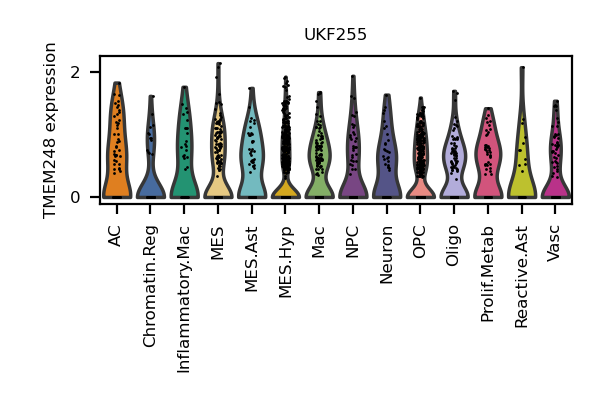 UKF255
TMEM248 expression
2
0
AC
Chromatin.Reg
Inflammatory.Mac
MES
MES.Ast
MES.Hyp
Mac
NPC
Neuron
OPC
Oligo
Prolif.Metab
Reactive.Ast
Vasc